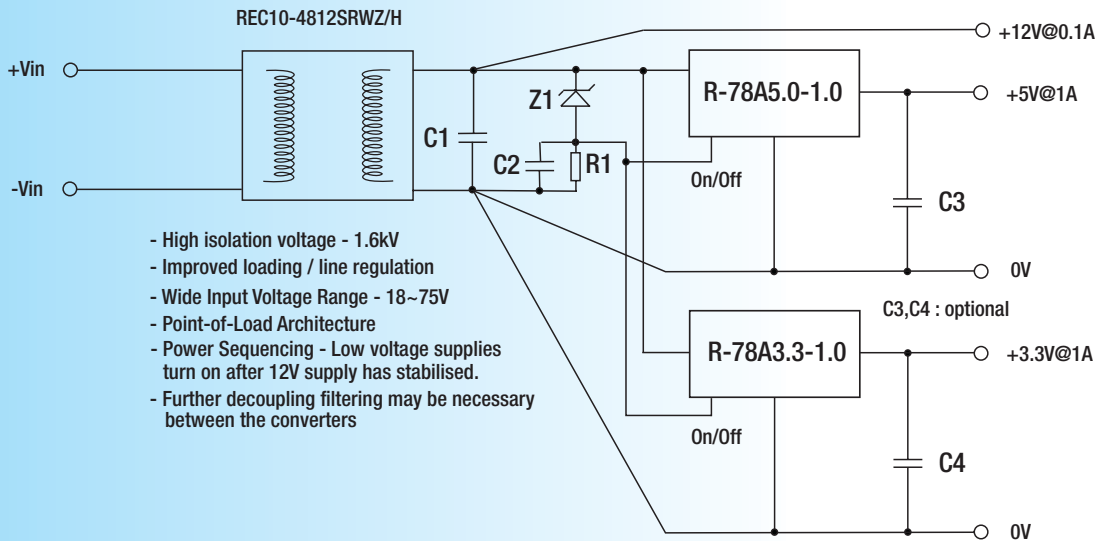 REC10-4812SRWZ/H
+12V@0.1A
+Vin
R-78A5.0-1.0
+5V@1A
Z1
C1
C2
R1
-Vin
On/Off
C3
- High isolation voltage - 1.6kV
- Improved loading / line regulation
- Wide Input Voltage Range - 18~75V
- Point-of-Load Architecture
- Power Sequencing - Low voltage supplies
turn on after 12V supply has stabilised.
- Further decoupling filtering may be necessary
between the converters
0V
C3,C4 : optional
R-78A3.3-1.0
+3.3V@1A
On/Off
C4
0V